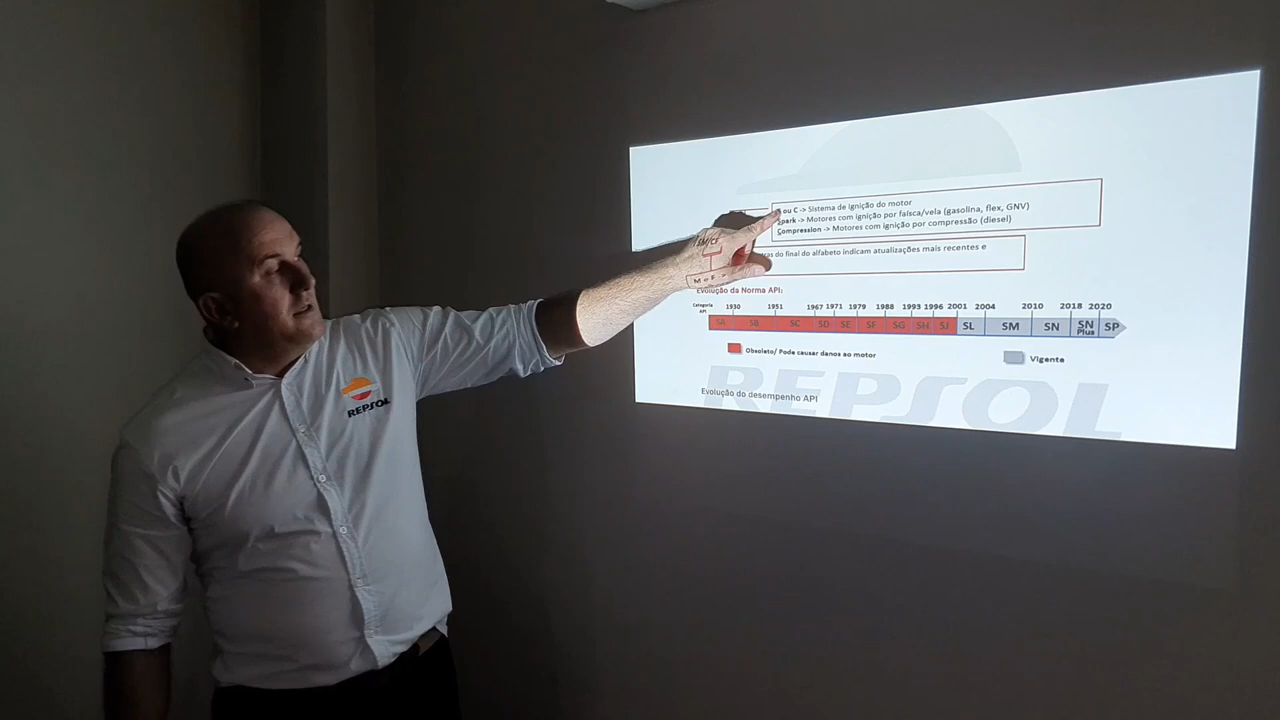 S ou C -> Sistema de ignição do motor
Spark -> Motores com ignição por faísca/vela (gasolina, flex, GNV)
Compression -> Motores com ignição por compressão (diesel)
SM/CF
do final do alfabeto indicam atualizações mais recentes e
M e F ->
Evolução da Norma API:
Categoria API
1930 1951 1967 1971 1979 1988 1993 1996 2001 2004 2010 2018 2020
SA SB SC SD SE SF SG SH SJ SL SM SN SN Plus SP
Obsoleto/ Pode causar danos ao motor
Vigente
Evolução do desempenho API
REPSOL
REPSOL